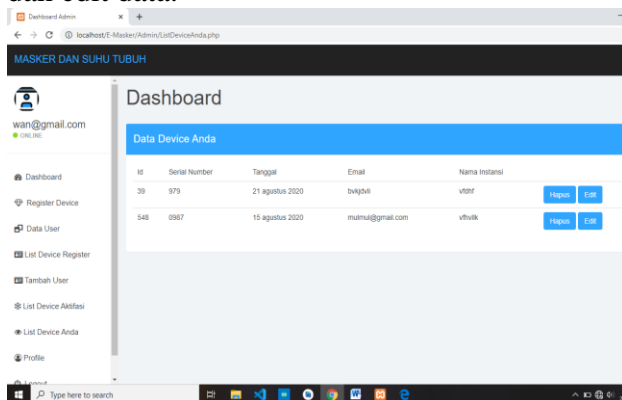 Dashboard Admin
localhost/E-Masker/Admin/ListDeviceAnda.php
MASKER DAN SUHU TUBUH
wan@gmail.com
ONLINE
Dashboard
Register Device
Data User
List Device Register
Tambah User
List Device Aktifasi
List Device Anda
Profile
Logout
Dashboard
Data Device Anda
Id Serial Number Tanggal Email Nama Instansi
39 979 21 agustus 2020 bvkjdvli vftthf Hapus Edit
548 0987 15 agustus 2020 mulmul@gmail.com vfhvlik Hapus Edit
Type here to search